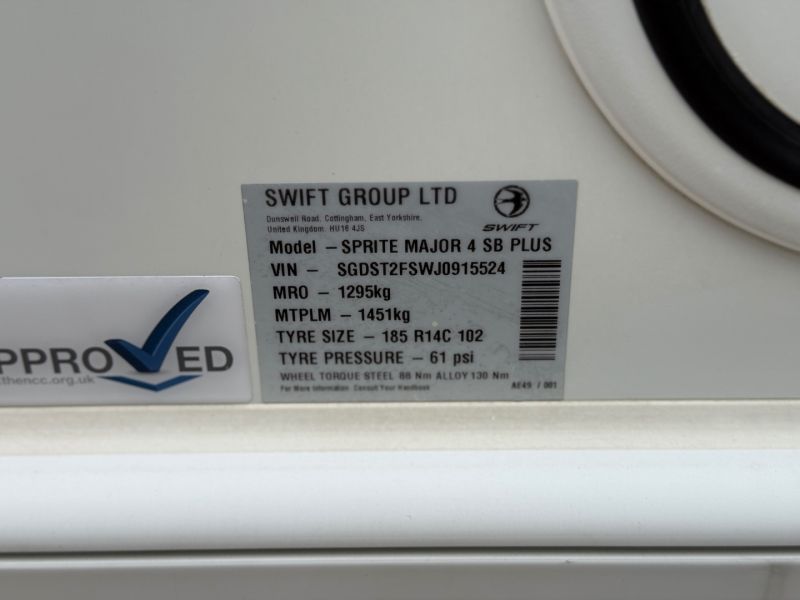 SWIFT GROUP LTD
Dunswell Road, Cottingham, East Yorkshire,
United Kingdom HU16 4JS
SWIFT
Model – SPRITE MAJOR 4 SB PLUS
VIN – SGDST2FSWJ0915524
MRO – 1295kg
MTPLM – 1451kg
TYRE SIZE – 185 R14C 102
TYRE PRESSURE – 61 psi
WHEEL TORQUE STEEL 88 Nm ALLOY 130 Nm
For More Information Consult Your Handbook
AE49 / 001
PPROVED
thencc.org.uk